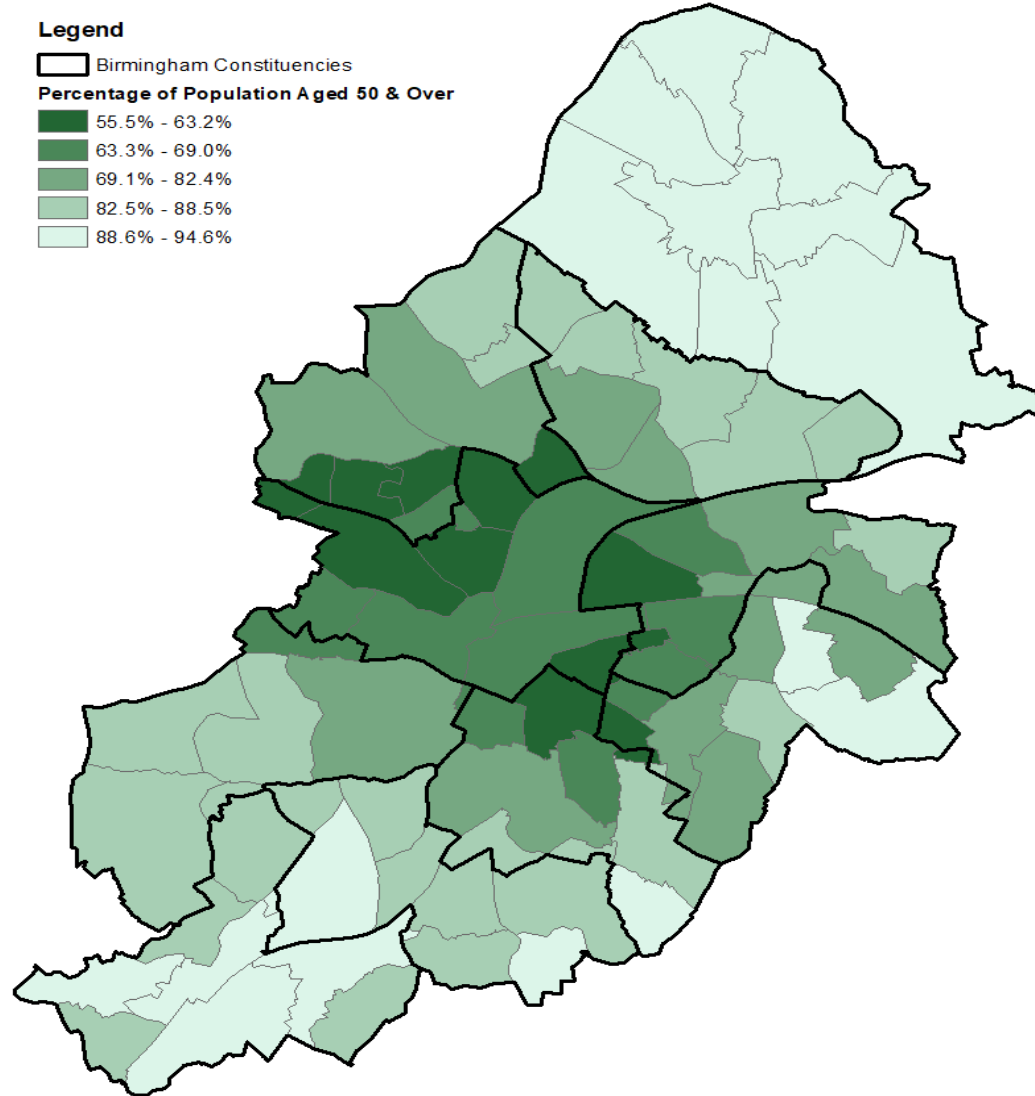 Legend
Birmingham Constituencies
Percentage of Population Aged 50 & Over
55.5% - 63.2%
63.3% - 69.0%
69.1% - 82.4%
82.5% - 88.5%
88.6% - 94.6%